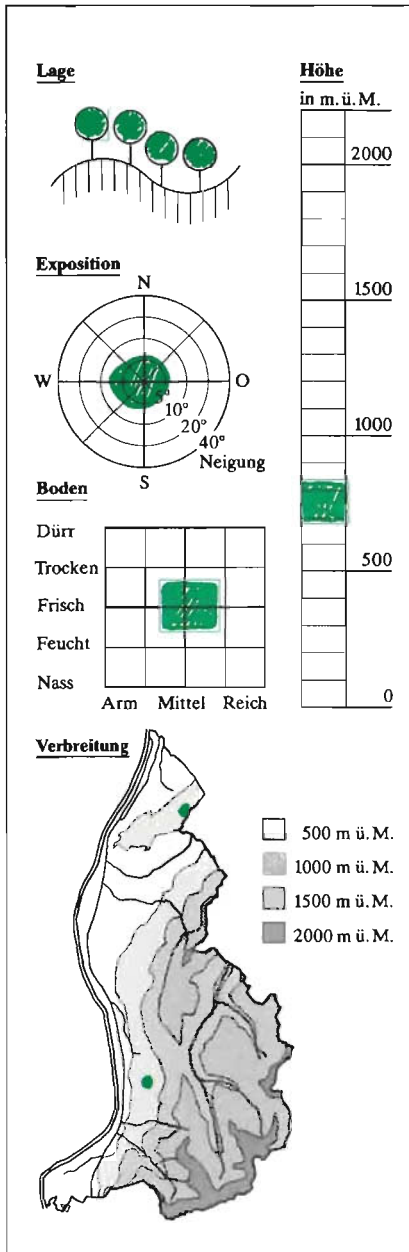 Lage
Höhe
in m. ü. M.
2000
1500
1000
500
0
Exposition
N
W
O
S
5°
10°
20°
40°
Neigung
Boden
Dürr
Trocken
Frisch
Feucht
Nass
Arm Mittel Reich
Verbreitung
500 m ü. M.
1000 m ü. M.
1500 m ü. M.
2000 m ü. M.